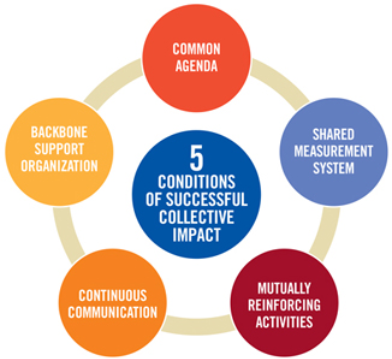 COMMON
AGENDA
SHARED
MEASUREMENT
SYSTEM
MUTUALLY
REINFORCING
ACTIVITIES
CONTINUOUS
COMMUNICATION
BACKBONE
SUPPORT
ORGANIZATION
5
CONDITIONS
OF SUCCESSFUL
COLLECTIVE
IMPACT